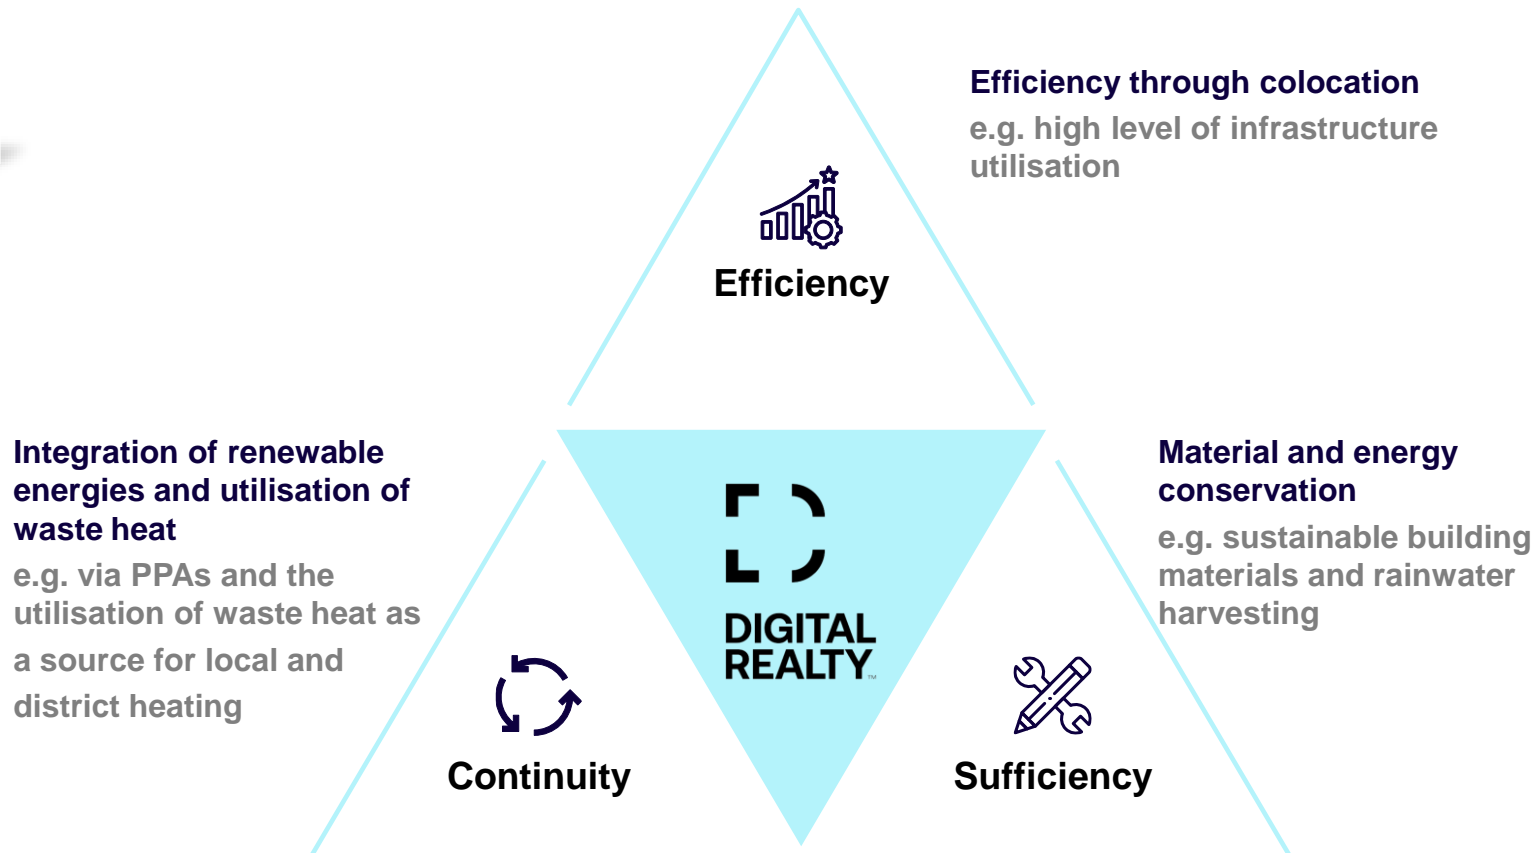 Efficiency through colocation
e.g. high level of infrastructure
utilisation
Efficiency
Integration of renewable
energies and utilisation of
waste heat
e.g. via PPAs and the
utilisation of waste heat as
a source for local and
district heating
DIGITAL
REALTY™
Material and energy
conservation
e.g. sustainable building
materials and rainwater
harvesting
Continuity
Sufficiency